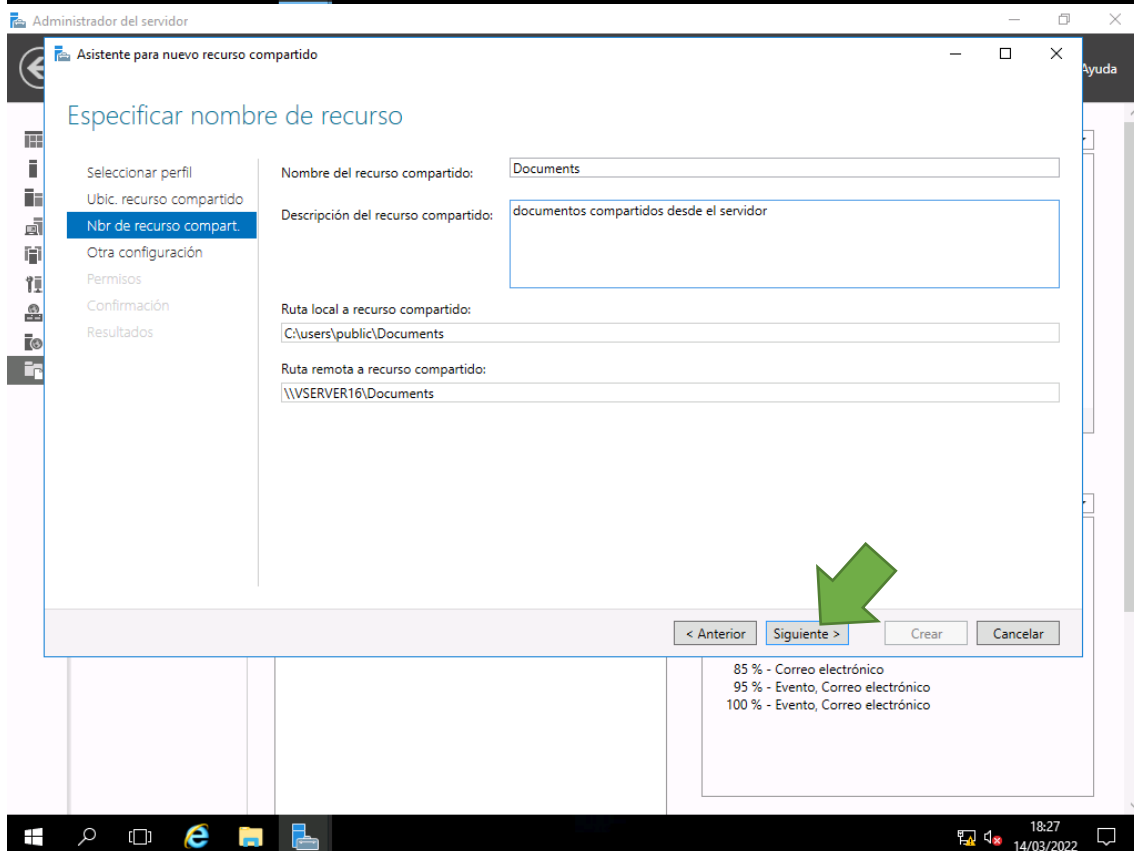 Administrador del servidor
Asistente para nuevo recurso compartido
Ayuda
Especificar nombre de recurso
Seleccionar perfil
Ubic. recurso compartido
Nbr de recurso compart.
Otra configuración
Permisos
Confirmación
Resultados
Nombre del recurso compartido:
Documents
Descripción del recurso compartido:
documentos compartidos desde el servidor
Ruta local a recurso compartido:
C:\users\public\Documents
Ruta remota a recurso compartido:
\\VSERVER16\Documents
< Anterior
Siguiente >
Crear
Cancelar
85 % - Correo electrónico
95 % - Evento, Correo electrónico
100 % - Evento, Correo electrónico
18:27
14/03/2022